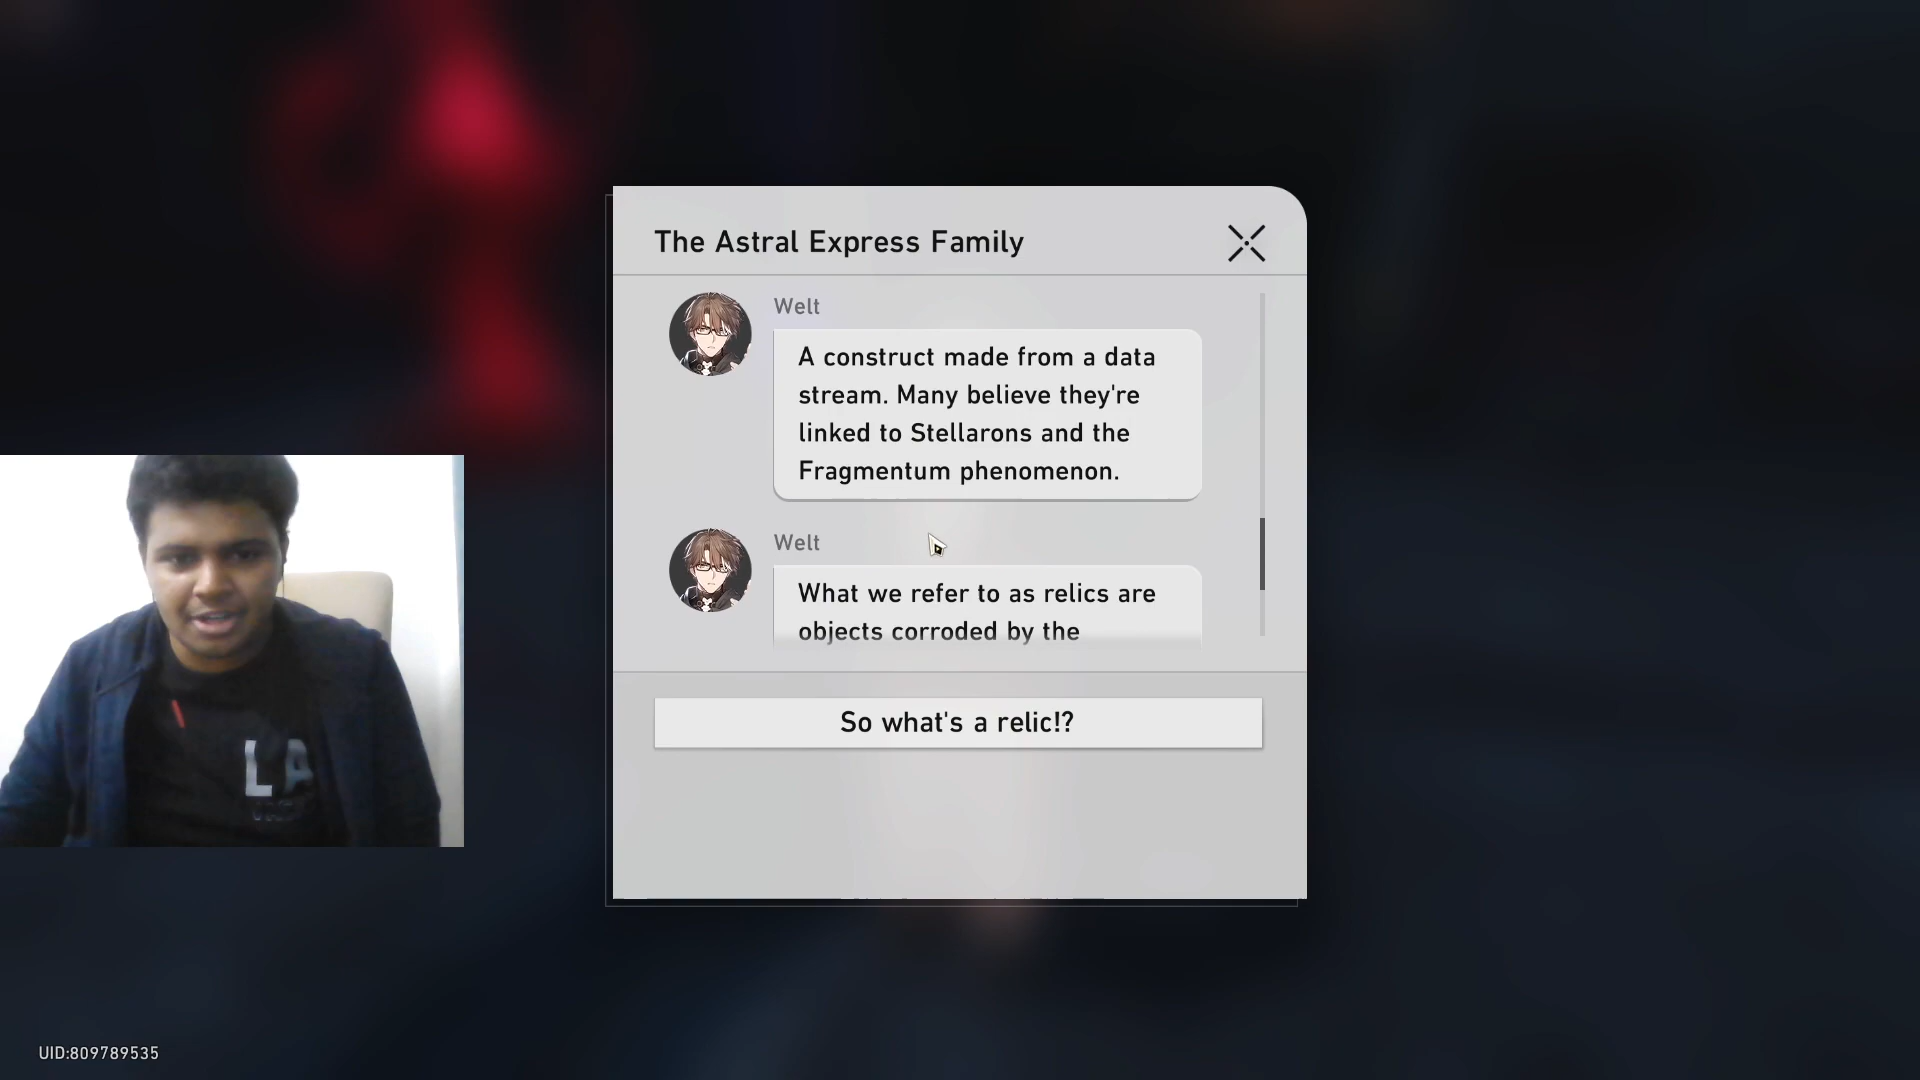 The Astral Express Family
Welt
A construct made from a data
stream. Many believe they're
linked to Stellarons and the
Fragmentum phenomenon.
Welt
What we refer to as relics are
objects corroded by the
So what's a relic!?
LA
UID:809789535